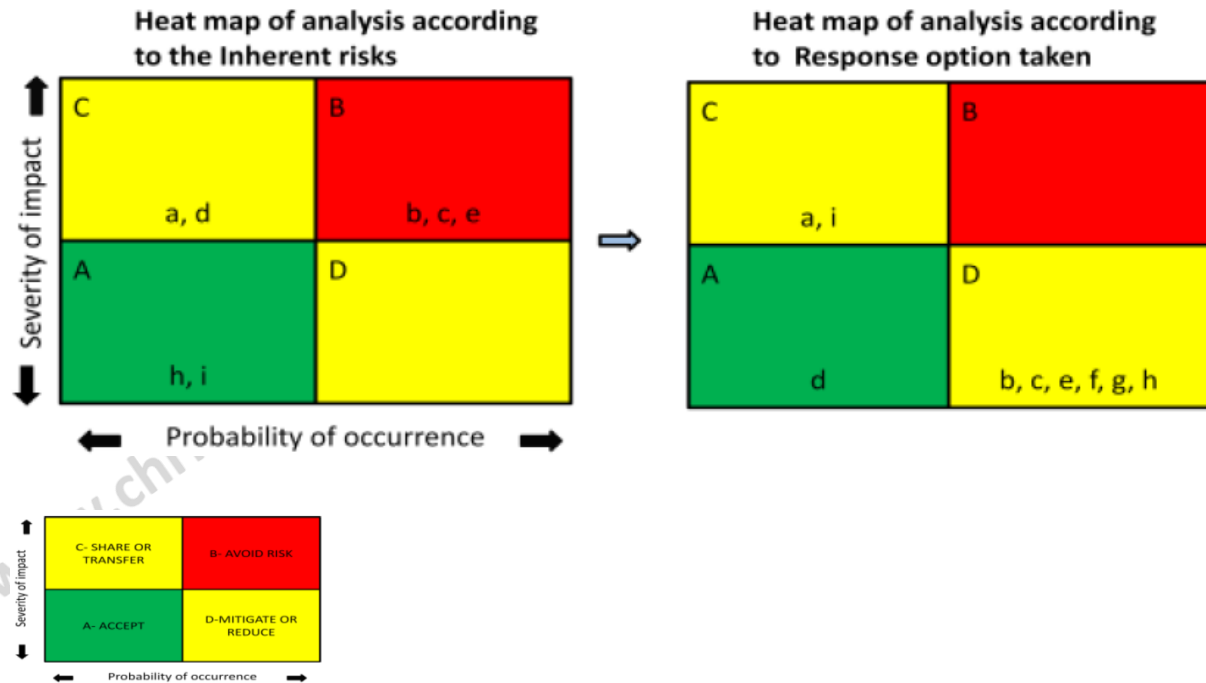 Heat map of analysis according
to the Inherent risks
C
B
a, d
b, c, e
A
D
h, i
Severity of impact
Probability of occurrence
Heat map of analysis according
to Response option taken
C
B
a, i
A
D
d
b, c, e, f, g, h
C- SHARE OR
TRANSFER
B- AVOID RISK
A- ACCEPT
D-MITIGATE OR
REDUCE
Severity of impact
Probability of occurrence